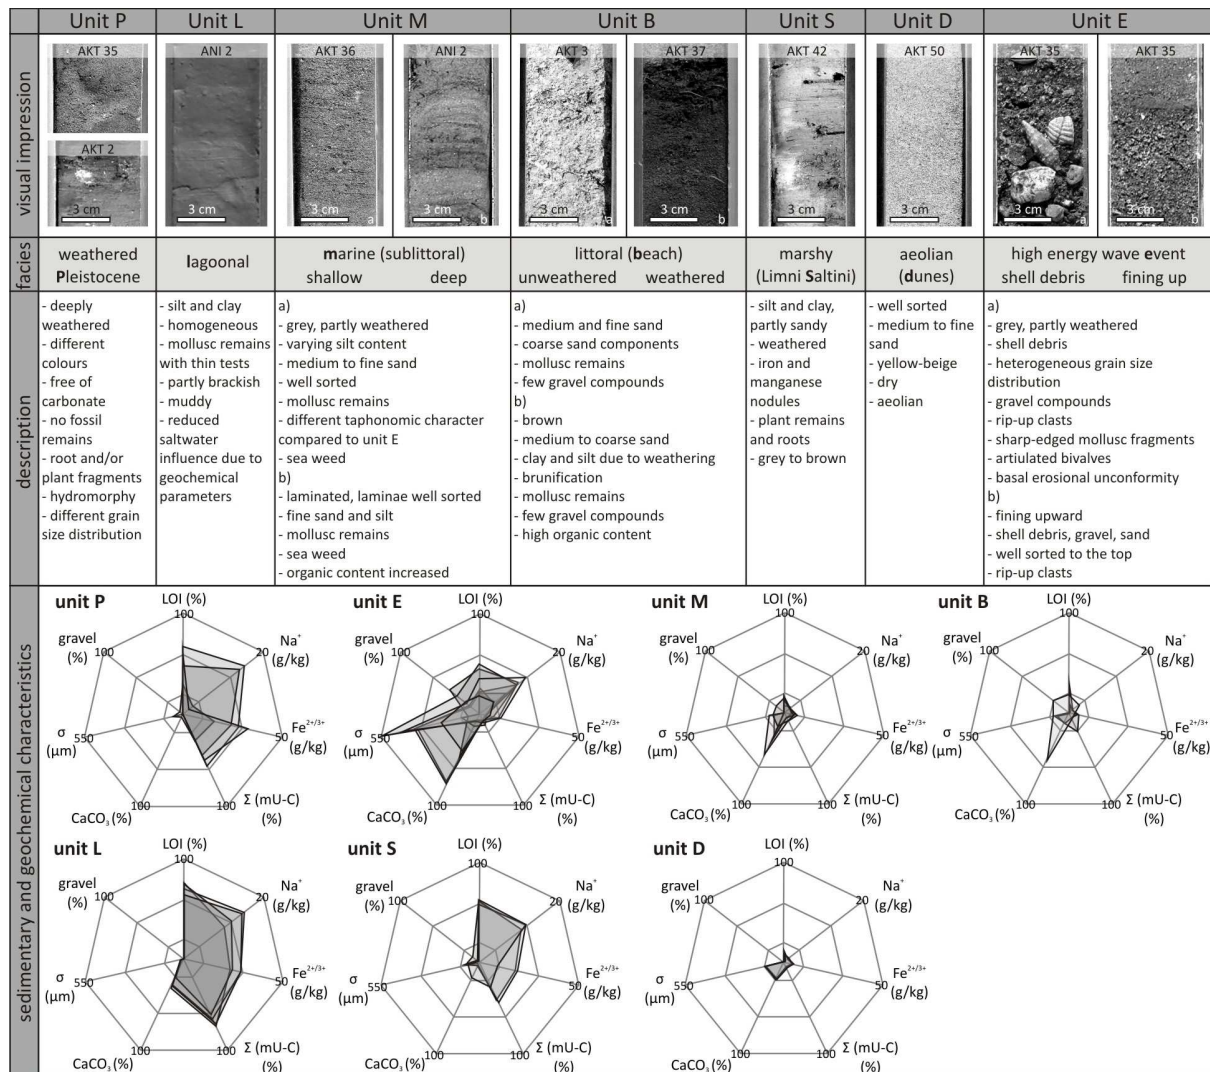 Unit P
Unit L
Unit M
Unit B
Unit S
Unit D
Unit E
visual impression
AKT 35
AKT 2
3 cm
ANI 2
3 cm
AKT 36
3 cm
a
ANI 2
3 cm
b
AKT 3
3 cm
a
AKT 37
3 cm
b
AKT 42
3 cm
AKT 50
3 cm
AKT 35
3 cm
a
AKT 35
3 cm
b
facies
weathered
Pleistocene
lagoonal
marine (sublittoral)
shallow deep
littoral (beach)
unweathered weathered
marshy
(Limni Saltini)
aeolian
(dunes)
high energy wave event
shell debris fining up
description
- deeply
weathered
- different
colours
- free of
carbonate
- no fossil
remains
- root and/or
plant fragments
- hydromorphy
- different grain
size distribution
- silt and clay
- homogeneous
- mollusc remains
with thin tests
- partly brackish
- muddy
- reduced
saltwater
influence due to
geochemical
parameters
a)
- grey, partly weathered
- varying silt content
- medium to fine sand
- well sorted
- mollusc remains
- different taphonomic character
compared to unit E
- sea weed
b)
- laminated, laminae well sorted
- fine sand and silt
- mollusc remains
- sea weed
- organic content increased
a)
- medium and fine sand
- coarse sand components
- mollusc remains
- few gravel compounds
b)
- brown
- medium to coarse sand
- clay and silt due to weathering
- brunification
- mollusc remains
- few gravel compounds
- high organic content
- silt and clay,
partly sandy
- weathered
- iron and
manganese
nodules
- plant remains
and roots
- grey to brown
- well sorted
- medium to fine
sand
- yellow-beige
- dry
- aeolian
a)
- grey, partly weathered
- shell debris
- heterogeneous grain size
distribution
- gravel compounds
- rip-up clasts
- sharp-edged mollusc fragments
- artiulated bivalves
- basal erosional unconformity
b)
- fining upward
- shell debris, gravel, sand
- well sorted to the top
- rip-up clasts
sedimentary and geochemical characteristics
unit P
LOI (%)
100
Na⁺
20 (g/kg)
Fe²⁺/³⁺
50
(g/kg)
Σ (mU-C)
100
(%)
CaCO₃ (%)
100
σ
550
(µm)
gravel
100
(%)
unit E
LOI (%)
100
Na⁺
20 (g/kg)
Fe²⁺/³⁺
50
(g/kg)
Σ (mU-C)
100
(%)
CaCO₃ (%)
100
σ
550
(µm)
gravel
100
(%)
unit M
LOI (%)
100
Na⁺
20 (g/kg)
Fe²⁺/³⁺
50
(g/kg)
Σ (mU-C)
100
(%)
CaCO₃ (%)
100
σ
550
(µm)
gravel
100
(%)
unit B
LOI (%)
100
Na⁺
20 (g/kg)
Fe²⁺/³⁺
50
(g/kg)
Σ (mU-C)
100
(%)
CaCO₃ (%)
100
σ
550
(µm)
gravel
100
(%)
unit L
LOI (%)
100
Na⁺
20 (g/kg)
Fe²⁺/³⁺
50
(g/kg)
Σ (mU-C)
100
(%)
CaCO₃ (%)
100
σ
550
(µm)
gravel
100
(%)
unit S
LOI (%)
100
Na⁺
20 (g/kg)
Fe²⁺/³⁺
50
(g/kg)
Σ (mU-C)
100
(%)
CaCO₃ (%)
100
σ
550
(µm)
gravel
100
(%)
unit D
LOI (%)
100
Na⁺
20 (g/kg)
Fe²⁺/³⁺
50
(g/kg)
Σ (mU-C)
100
(%)
CaCO₃ (%)
100
σ
550
(µm)
gravel
100
(%)